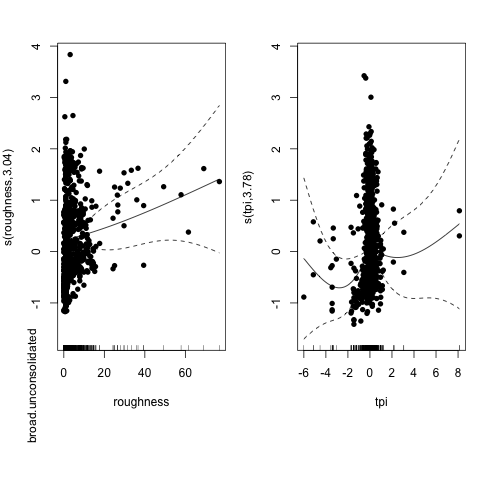 broad.unconsolidated
s(roughness,3.04)
4
3
2
1
0
-1
0 20 40 60
roughness
s(tpi,3.78)
4
3
2
1
0
-1
-6 -4 -2 0 2 4 6 8
tpi